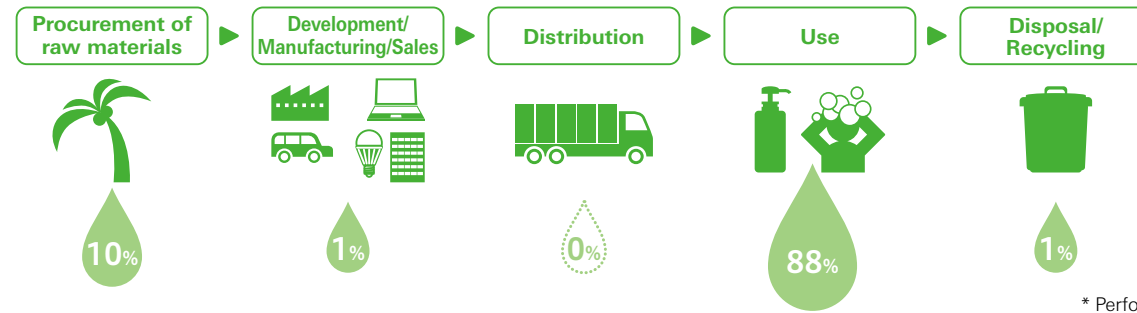 Procurement of
raw materials
Development/
Manufacturing/Sales
Distribution
Use
Disposal/
Recycling
10%
1%
0%
88%
1%
* Perfo